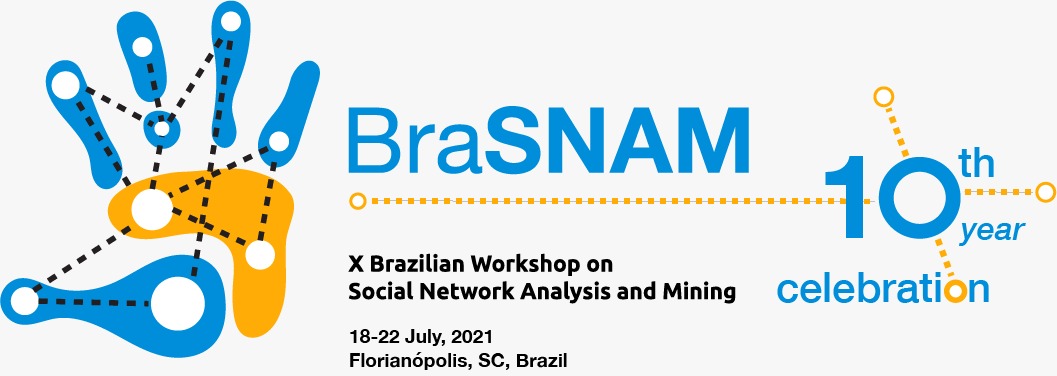 BraSNAM
10th
year
celebration
X Brazilian Workshop on
Social Network Analysis and Mining
18-22 July, 2021
Florianópolis, SC, Brazil